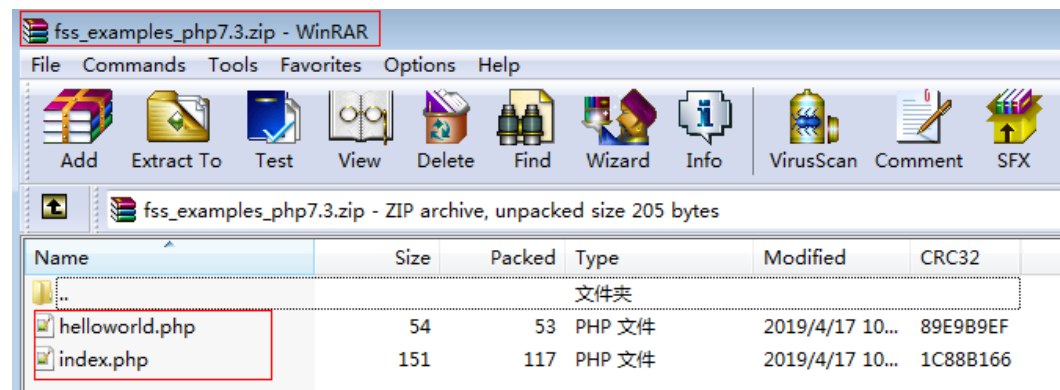 fss_examples_php7.3.zip - WinRAR
File Commands Tools Favorites Options Help
Add Extract To Test View Delete Find Wizard Info VirusScan Comment SFX
fss_examples_php7.3.zip - ZIP archive, unpacked size 205 bytes
Name Size Packed Type Modified CRC32
.. 文件夹
helloworld.php 54 53 PHP 文件 2019/4/17 10... 89E9B9EF
index.php 151 117 PHP 文件 2019/4/17 10... 1C88B166